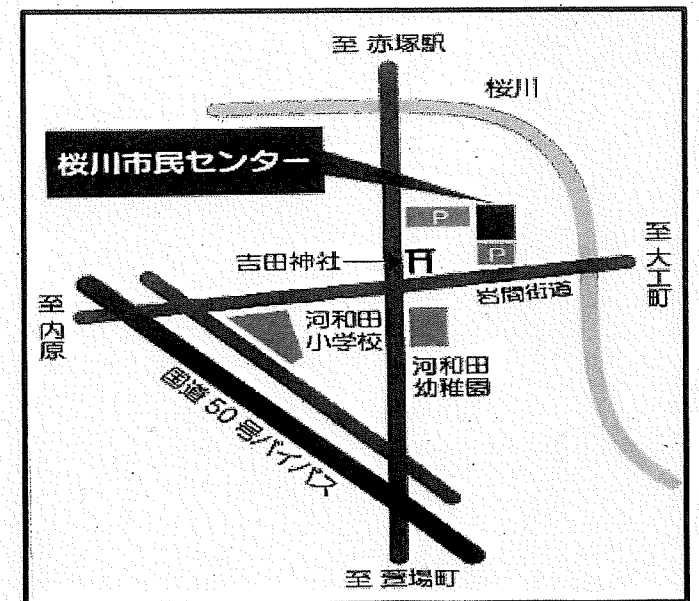 至 赤塚駅
桜川
桜川市民センター
P
P
吉田神社
至大工町
岩間街道
至内原
河和田
小学校
河和田
幼稚園
国道50号バイパス
至 萱場町